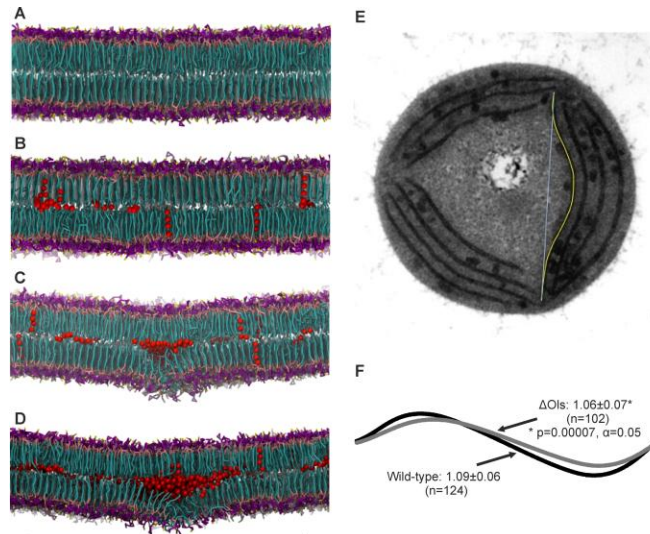 A
B
C
D
E
F
ΔOls: 1.06±0.07*
(n=102)
* p=0.00007, α=0.05
Wild-type: 1.09±0.06
(n=124)